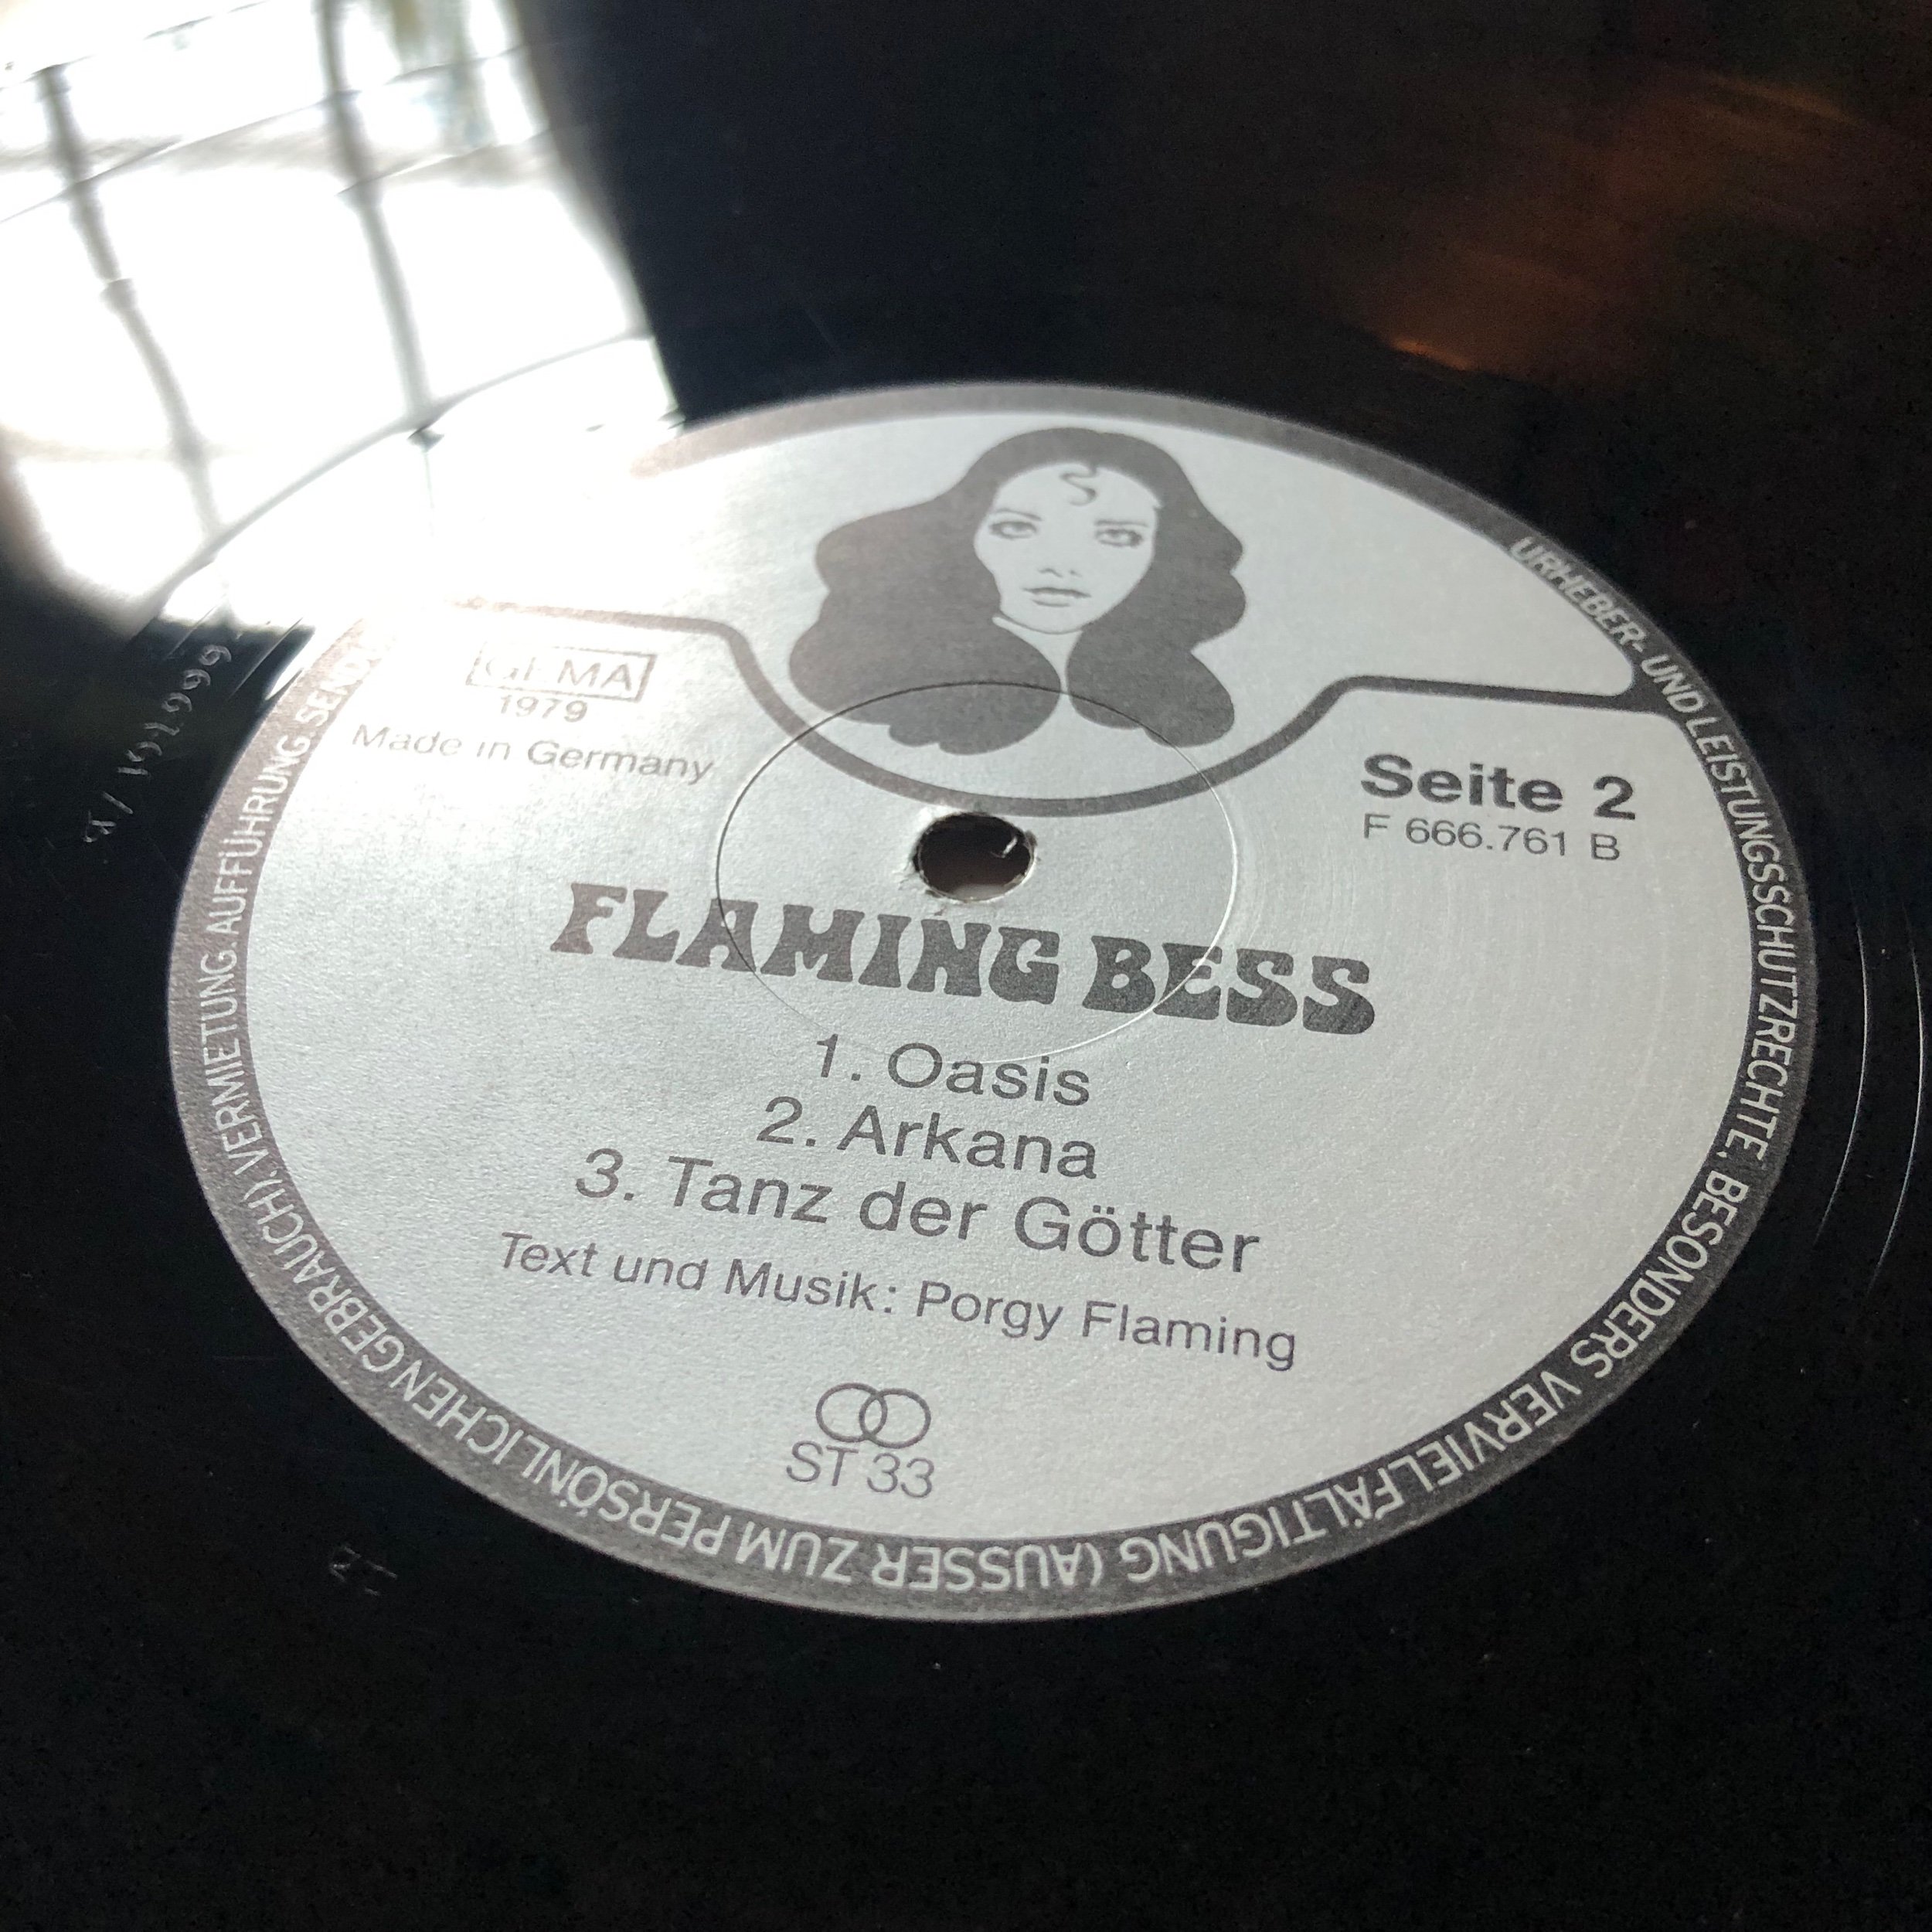 GEMA
1979
Made in Germany
Seite 2
F 666.761 B
FLAMING BESS
1. Oasis
2. Arkana
3. Tanz der Götter
Text und Musik: Porgy Flaming
ST 33
URHEBER- UND LEISTUNGSSCHUTZRECHTE, BESONDERS VERVIELFÄLTIGUNG (AUSSER ZUM PERSÖNLICHEN GEBRAUCH), VERMIETUNG, AUFFÜHRUNG,